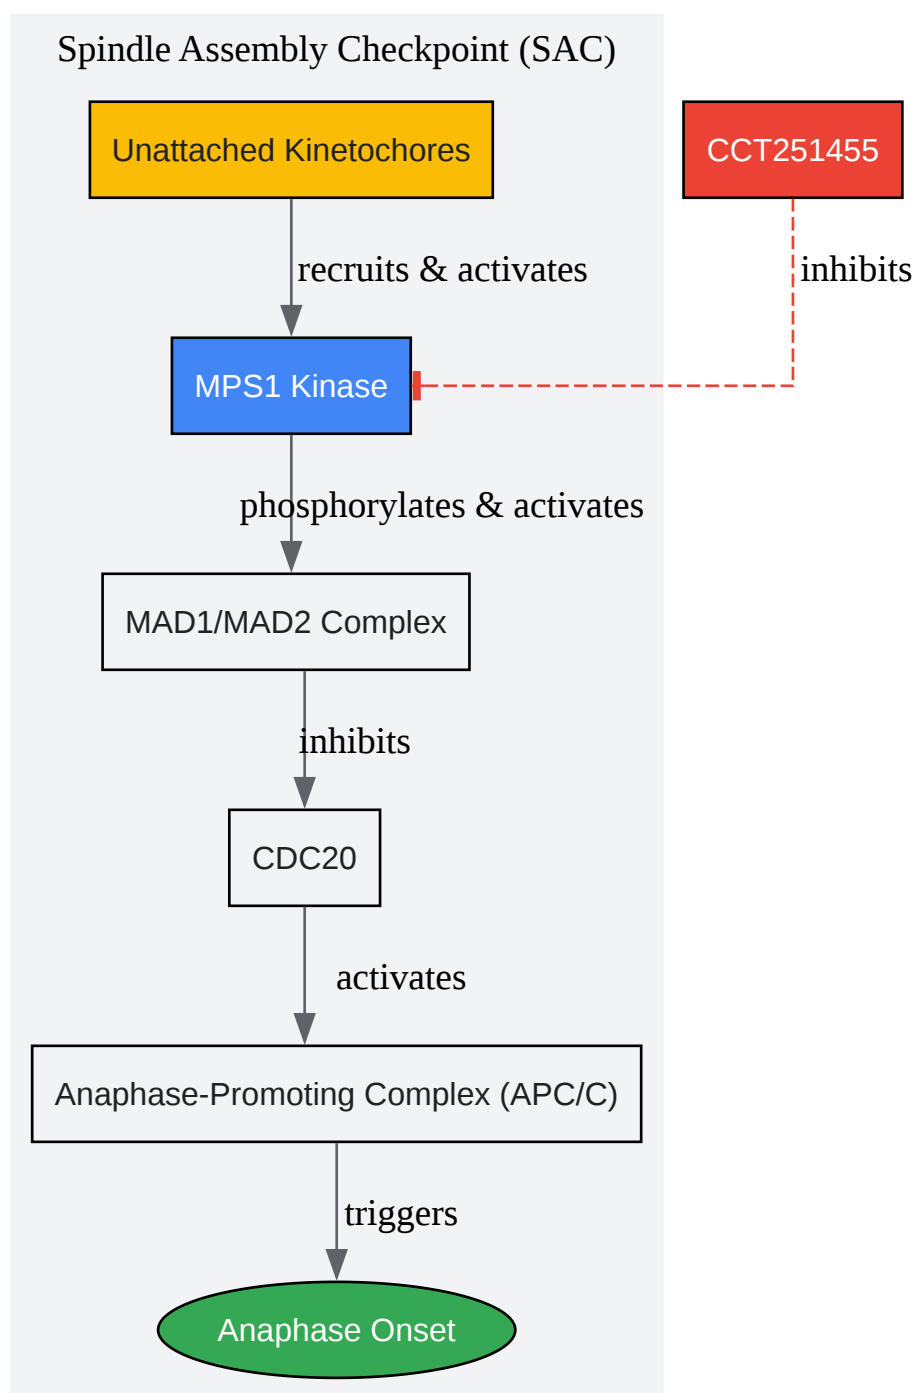 Spindle Assembly Checkpoint (SAC)
Unattached Kinetochores
CCT251455
recruits & activates
inhibits
MPS1 Kinase
phosphorylates & activates
MAD1/MAD2 Complex
inhibits
CDC20
activates
Anaphase-Promoting Complex (APC/C)
triggers
Anaphase Onset